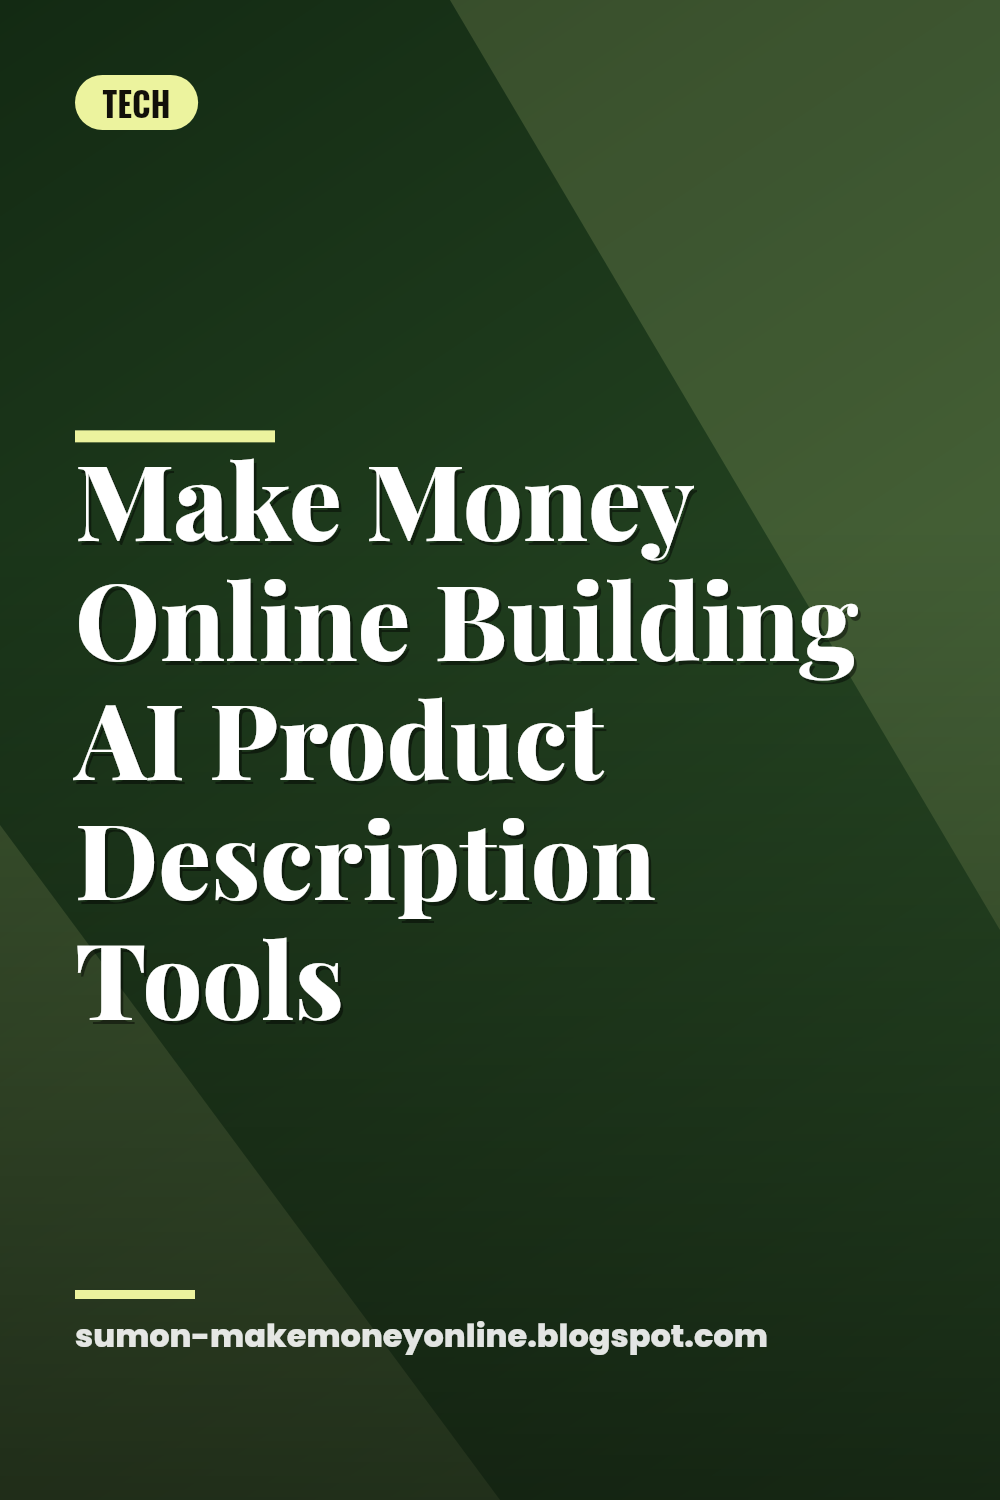 TECH
Make Money
Online Building
AI Product
Description
Tools
sumon-makemoneyonline.blogspot.com